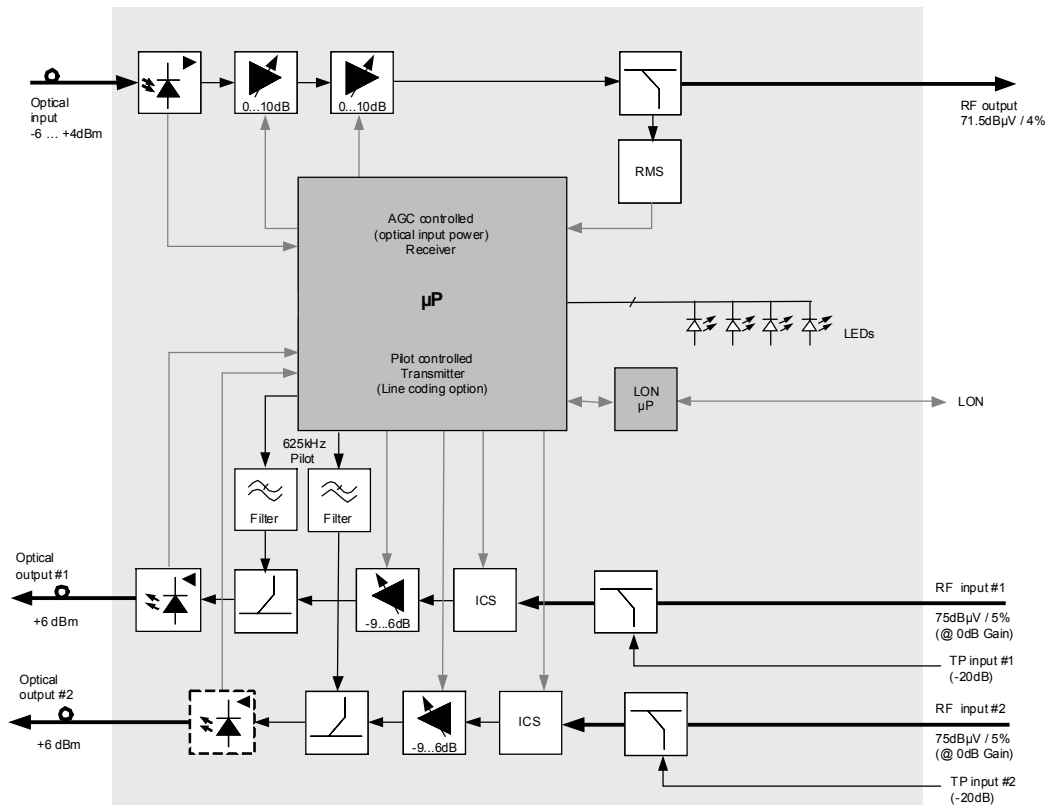 Optical
input
-6 ... +4dBm
0...10dB
0...10dB
RF output
71.5dBµV / 4%
RMS
AGC controlled
(optical input power)
Receiver
µP
Pilot controlled
Transmitter
(Line coding option)
LEDs
LON
µP
LON
625kHz
Pilot
Filter
Filter
Optical
output #1
+6 dBm
-9...6dB
ICS
RF input #1
75dBµV / 5%
(@ 0dB Gain)
TP input #1
(-20dB)
Optical
output #2
+6 dBm
-9...6dB
ICS
RF input #2
75dBµV / 5%
(@ 0dB Gain)
TP input #2
(-20dB)